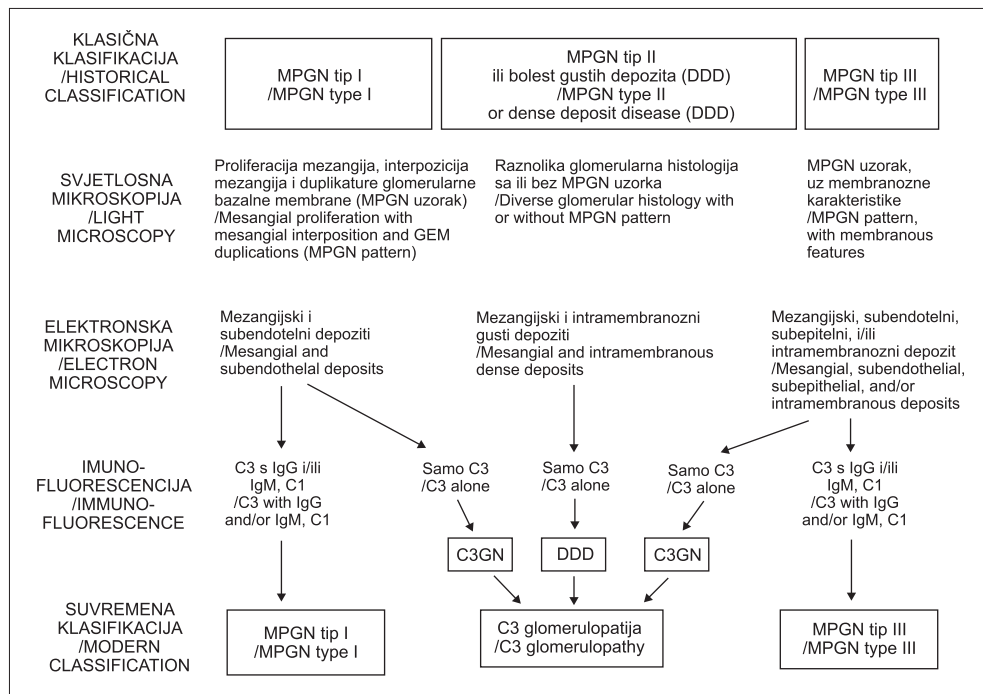 KLASIČNA
KLASIFIKACIJA
/HISTORICAL
CLASSIFICATION
MPGN tip I
/MPGN type I
MPGN tip II
ili bolest gustih depozita (DDD)
/MPGN type II
or dense deposit disease (DDD)
MPGN tip III
/MPGN type III
SVJETLOSNA
MIKROSKOPIJA
/LIGHT
MICROSCOPY
Proliferacija mezangija, interpozicija
mezangija i duplikature glomerularne
bazalne membrane (MPGN uzorak)
/Mesangial proliferation with
mesangial interposition and GEM
duplications (MPGN pattern)
Raznolika glomerularna histologija
sa ili bez MPGN uzorka
/Diverse glomerular histology with
or without MPGN pattern
MPGN uzorak,
uz membranozne
karakteristike
/MPGN pattern,
with membranous
features
ELEKTRONSKA
MIKROSKOPIJA
/ELECTRON
MICROSCOPY
Mezangijski i
subendotelni depoziti
/Mesangial and
subendothelal deposits
Mezangijski i intramembranozni
gusti depoziti
/Mesangial and intramembranous
dense deposits
Mezangijski, subendotelni,
subepitelni, i/ili
intramembranozni depozit
/Mesangial, subendothelial,
subepithelial, and/or
intramembranous deposits
IMUNO-
FLUORESCENCIJA
/IMMUNO-
FLUORESCENCE
C3 s IgG i/ili
IgM, C1
/C3 with IgG
and/or IgM, C1
Samo C3
/C3 alone
Samo C3
/C3 alone
Samo C3
/C3 alone
C3 s IgG i/ili
IgM, C1
/C3 with IgG
and/or IgM, C1
C3GN
DDD
C3GN
SUVREMENA
KLASIFIKACIJA
/MODERN
CLASSIFICATION
MPGN tip I
/MPGN type I
C3 glomerulopatija
/C3 glomerulopathy
MPGN tip III
/MPGN type III